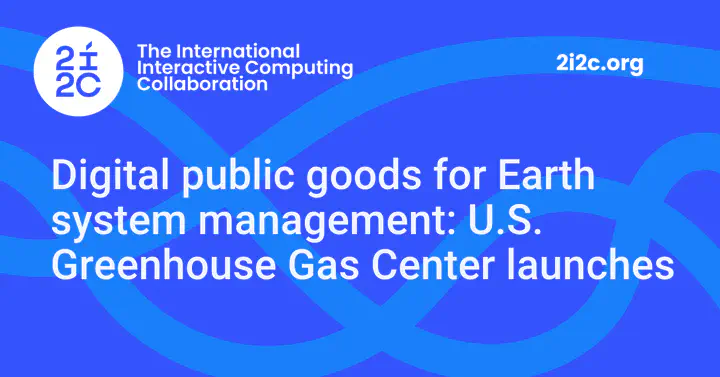 2i
2C
The International
Interactive Computing
Collaboration
2i2c.org
Digital public goods for Earth
system management: U.S.
Greenhouse Gas Center launches